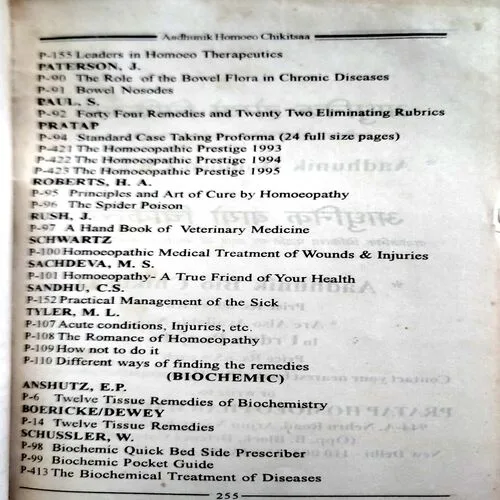 Aadhunik Homoeo Chikitsaa
P-155 Leaders in Homoeo Therapeutics
PATERSON, J.
P-90 The Role of the Bowel Flora in Chronic Diseases
P-91 Bowel Nosodes
PAUL, S.
P-92 Forty Four Remedies and Twenty Two Eliminating Rubrics
PRATAP
P-94 Standard Case Taking Proforma (24 full size pages)
P-421 The Homoeopathic Prestige 1993
P-422 The Homoeopathic Prestige 1994
P-423 The Homoeopathic Prestige 1995
ROBERTS, H. A.
P-95 Principles and Art of Cure by Homoeopathy
P-96 The Spider Poison
RUSH, J.
P-97 A Hand Book of Veterinary Medicine
SCHWARTZ
P-100 Homoeopathic Medical Treatment of Wounds & Injuries
SACHDEVA, M. S.
P-101 Homoeopathy- A True Friend of Your Health
SANDHU, C.S.
P-152 Practical Management of the Sick
TYLER, M. L.
P-107 Acute conditions, Injuries, etc.
P-108 The Romance of Homoeopathy
P-109 How not to do it
P-110 Different ways of finding the remedies
(BIOCHEMIC)
ANSHUTZ, E.P.
P-6 Twelve Tissue Remedies of Biochemistry
BOERICKE/DEWEY
P-14 Twelve Tissue Remedies
SCHUSSLER, W.
P-98 Biochemic Quick Bed Side Prescriber
P-99 Biochemic Pocket Guide
P-413 The Biochemical Treatment of Diseases
255